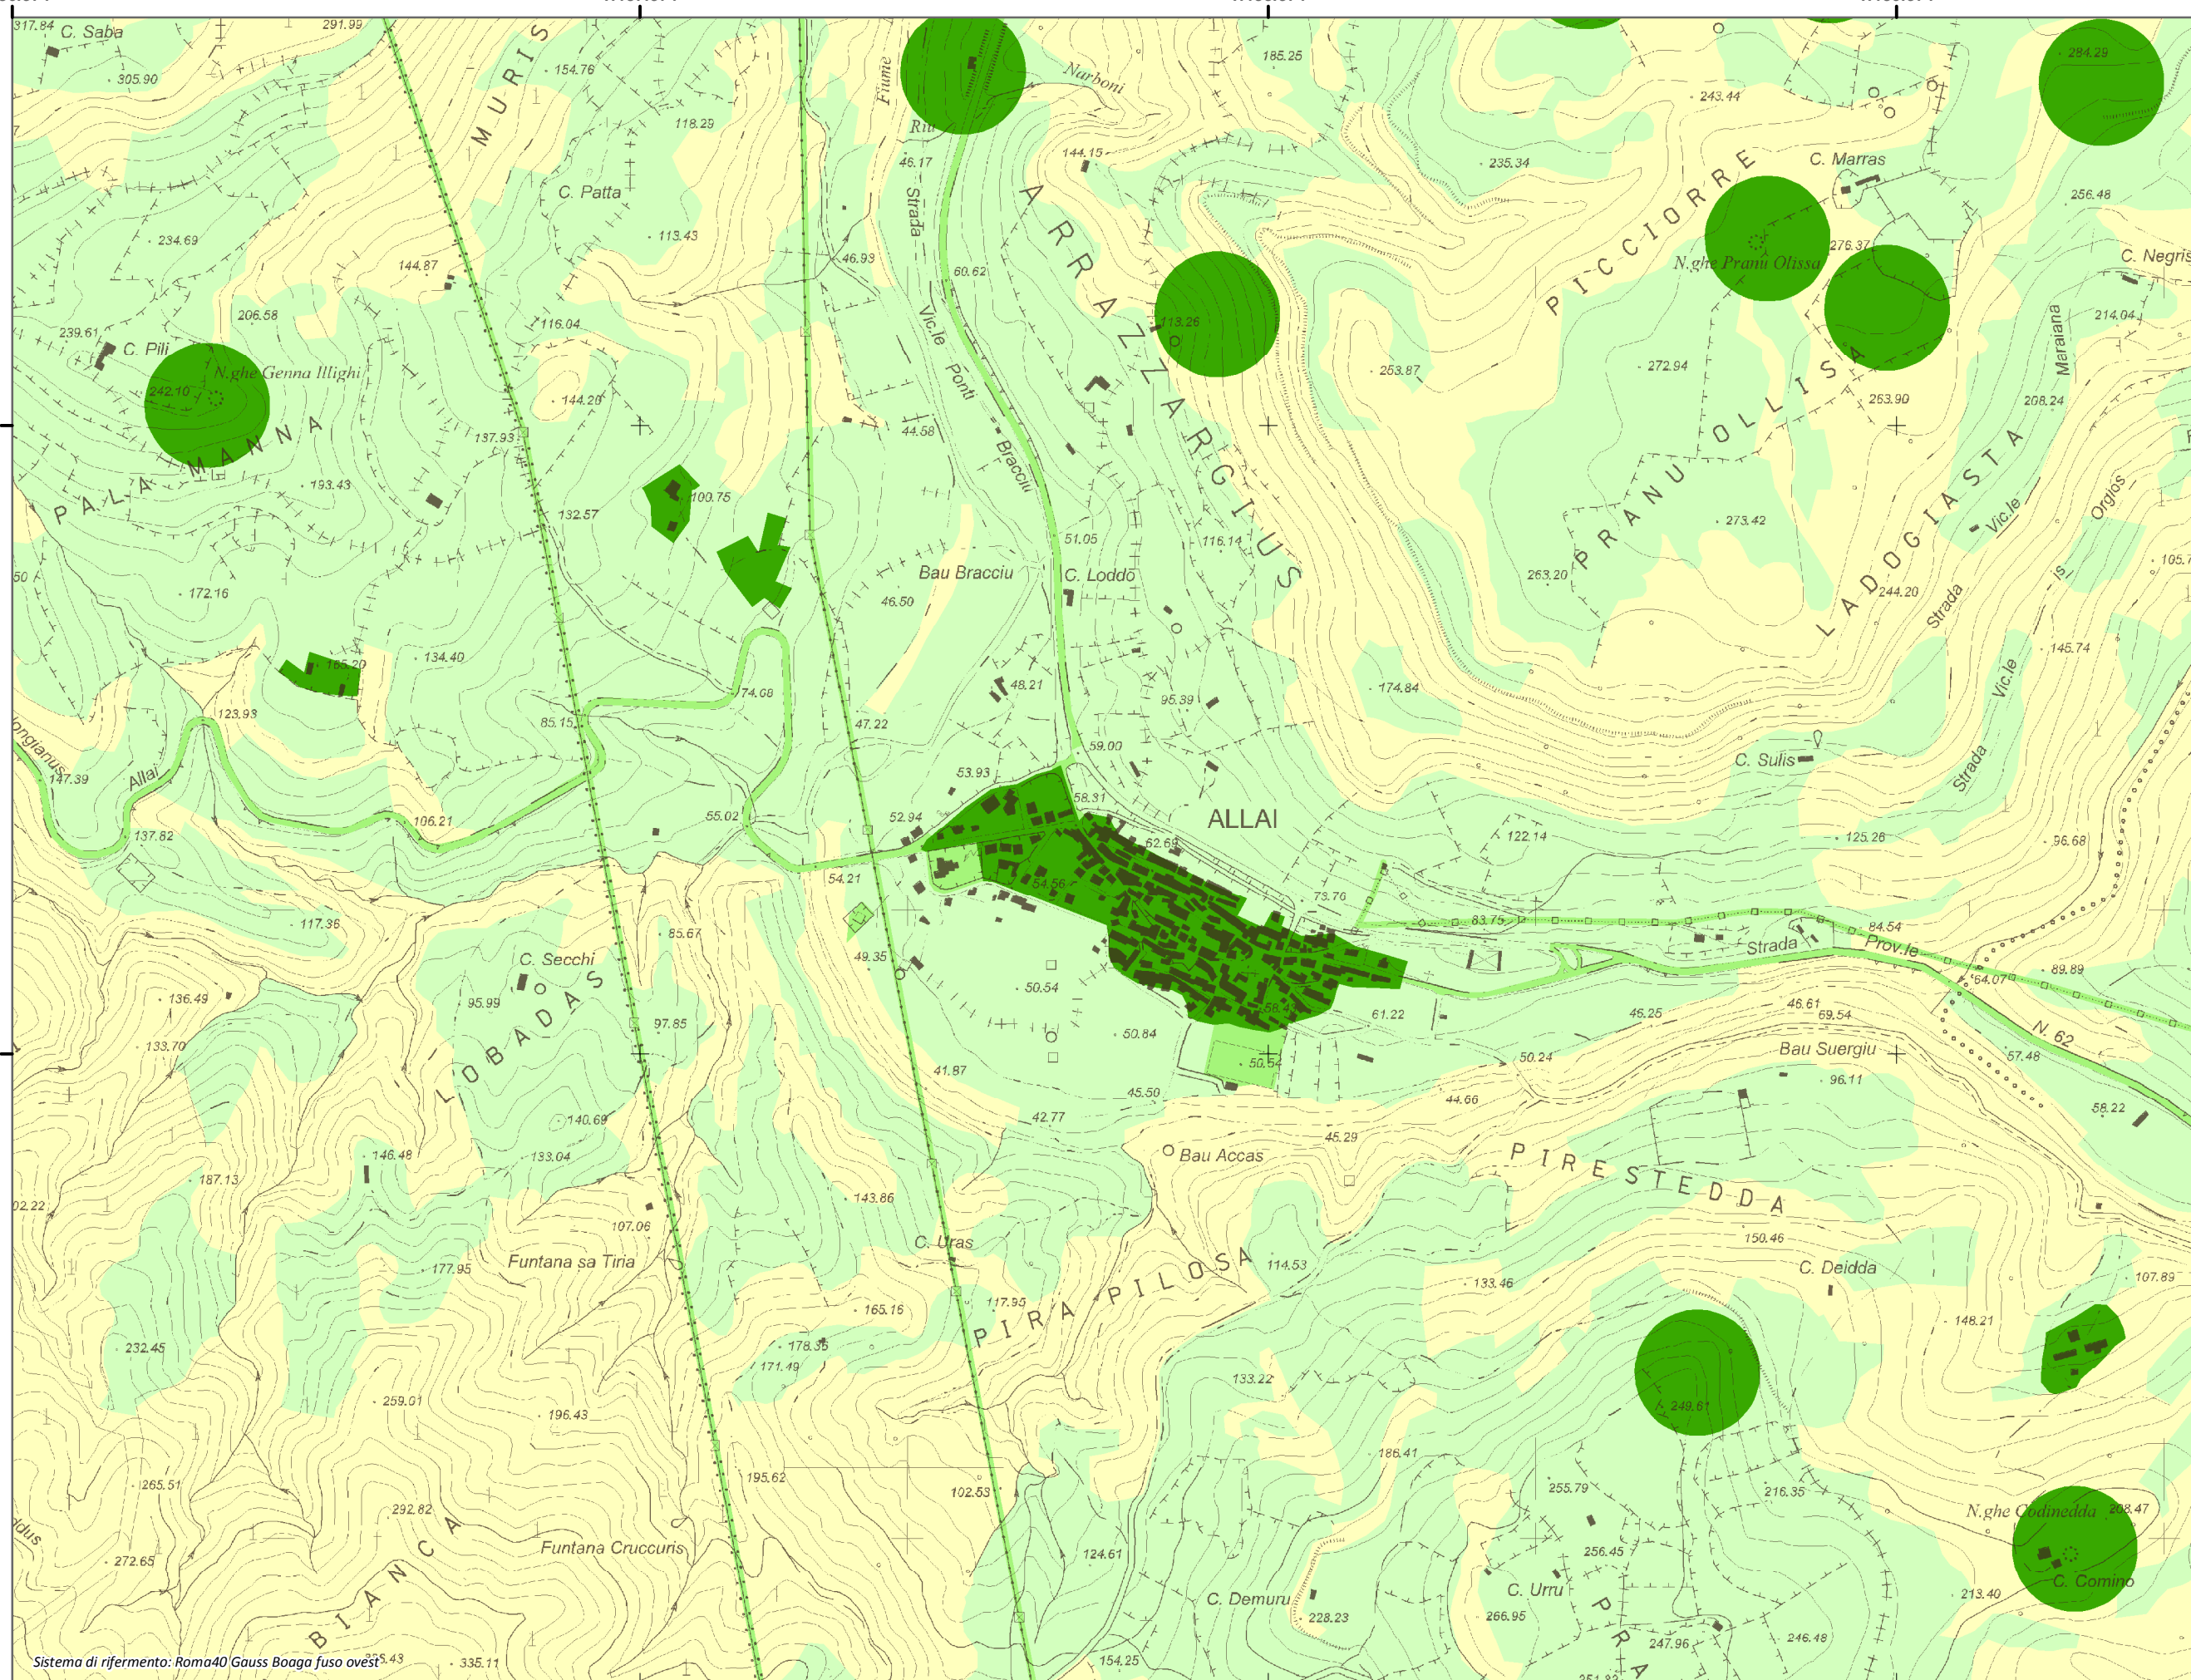 317.84
C. Saba
291.99
305.90
MURIS
154.76
118.29
Fiume
Narboni
Riu
185.25
284.29
243.44
46.17
144.15
235.34
C. Marras
256.48
C. Patta
Strada
234.69
113.43
144.87
46.93
60.62
ARRAZZARGIUS
PICCIORRE
276.37
N.ghe Pranu Olissa
C. Negris
206.58
116.04
Vic.le
113.26
Maraiana
214.04
239.61
C. Pili
N.ghe Genna Illighi
242.10
144.20
Ponti
253.87
272.94
263.90
208.24
PALA MANNA
137.93
44.58
Bracciu
PRANU OLLISA
193.43
100.75
132.57
116.14
51.05
273.42
LADOGIASTA
Vic.le
Orgios
Bau Bracciu
C. Loddo
263.20
244.20
172.16
46.50
Strada
is
134.40
165.20
145.74
48.21
74.68
95.39
174.84
Vic.le
123.93
85.15
47.22
59.00
147.39
Allai
C. Sulis
Strada
53.93
58.31
106.21
55.02
52.94
ALLAI
137.82
62.69
122.14
125.26
96.68
54.21
54.56
73.76
83.75
84.54
117.36
85.67
Strada
Prov.le
49.35
C. Secchi
89.89
64.07
136.49
95.99
97.85
50.54
58.43
61.22
46.25
46.61
69.54
N. 62
LOBADAS
133.70
50.84
50.54
50.24
Bau Suergiu
57.48
41.87
45.50
44.66
96.11
58.22
42.77
140.69
45.29
146.48
133.04
Bau Accas
PIRESTEDDA
187.13
143.86
02.22
107.06
C. Uras
150.46
Funtana sa Tiria
177.95
PIRA PILOSA
114.53
133.46
C. Deidda
107.89
165.16
117.95
148.21
232.45
178.35
171.49
133.22
259.01
196.43
249.61
186.41
265.51
195.62
102.53
255.79
216.35
292.82
N.ghe Codinedda
208.47
BIANCA
272.65
Funtana Cruccuris
124.61
256.45
C. Comino
C. Urru
C. Demuru
213.40
228.23
266.95
247.96
246.48
Sistema di rifermento: Roma40 Gauss Boaga fuso ovest
335.11
154.25